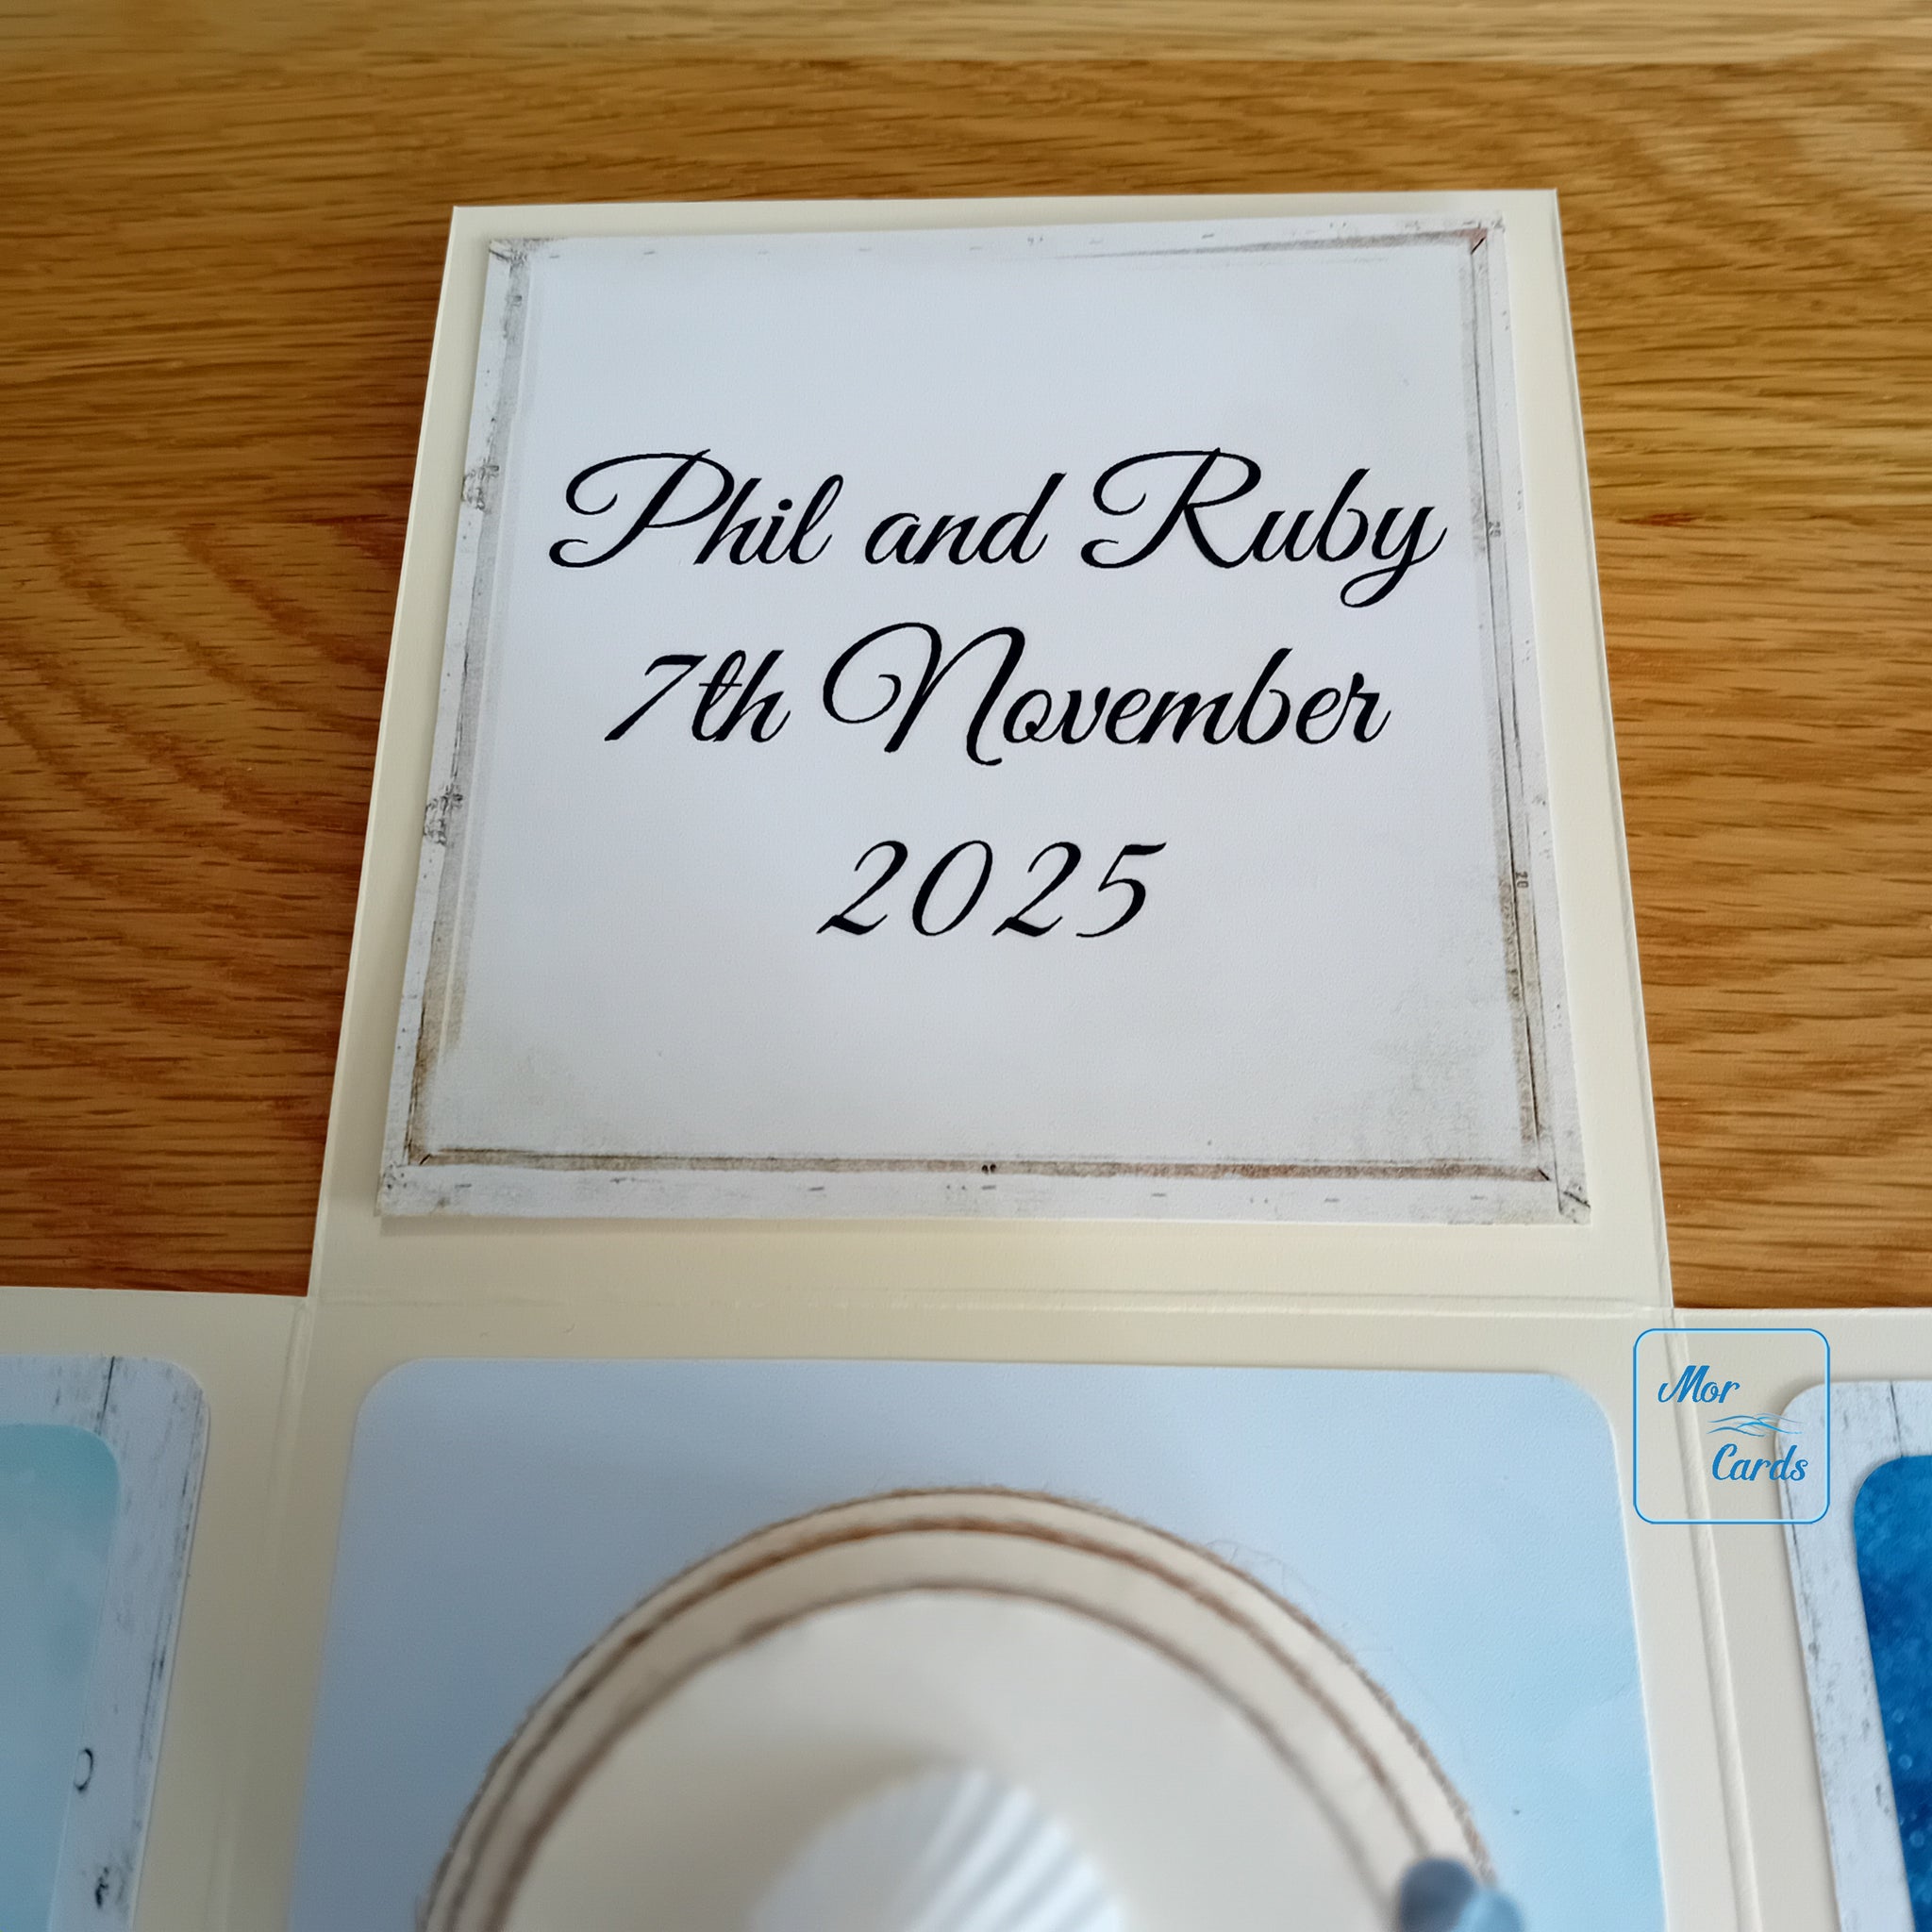 Phil and Ruby
7th November
2025
Mor
Cards